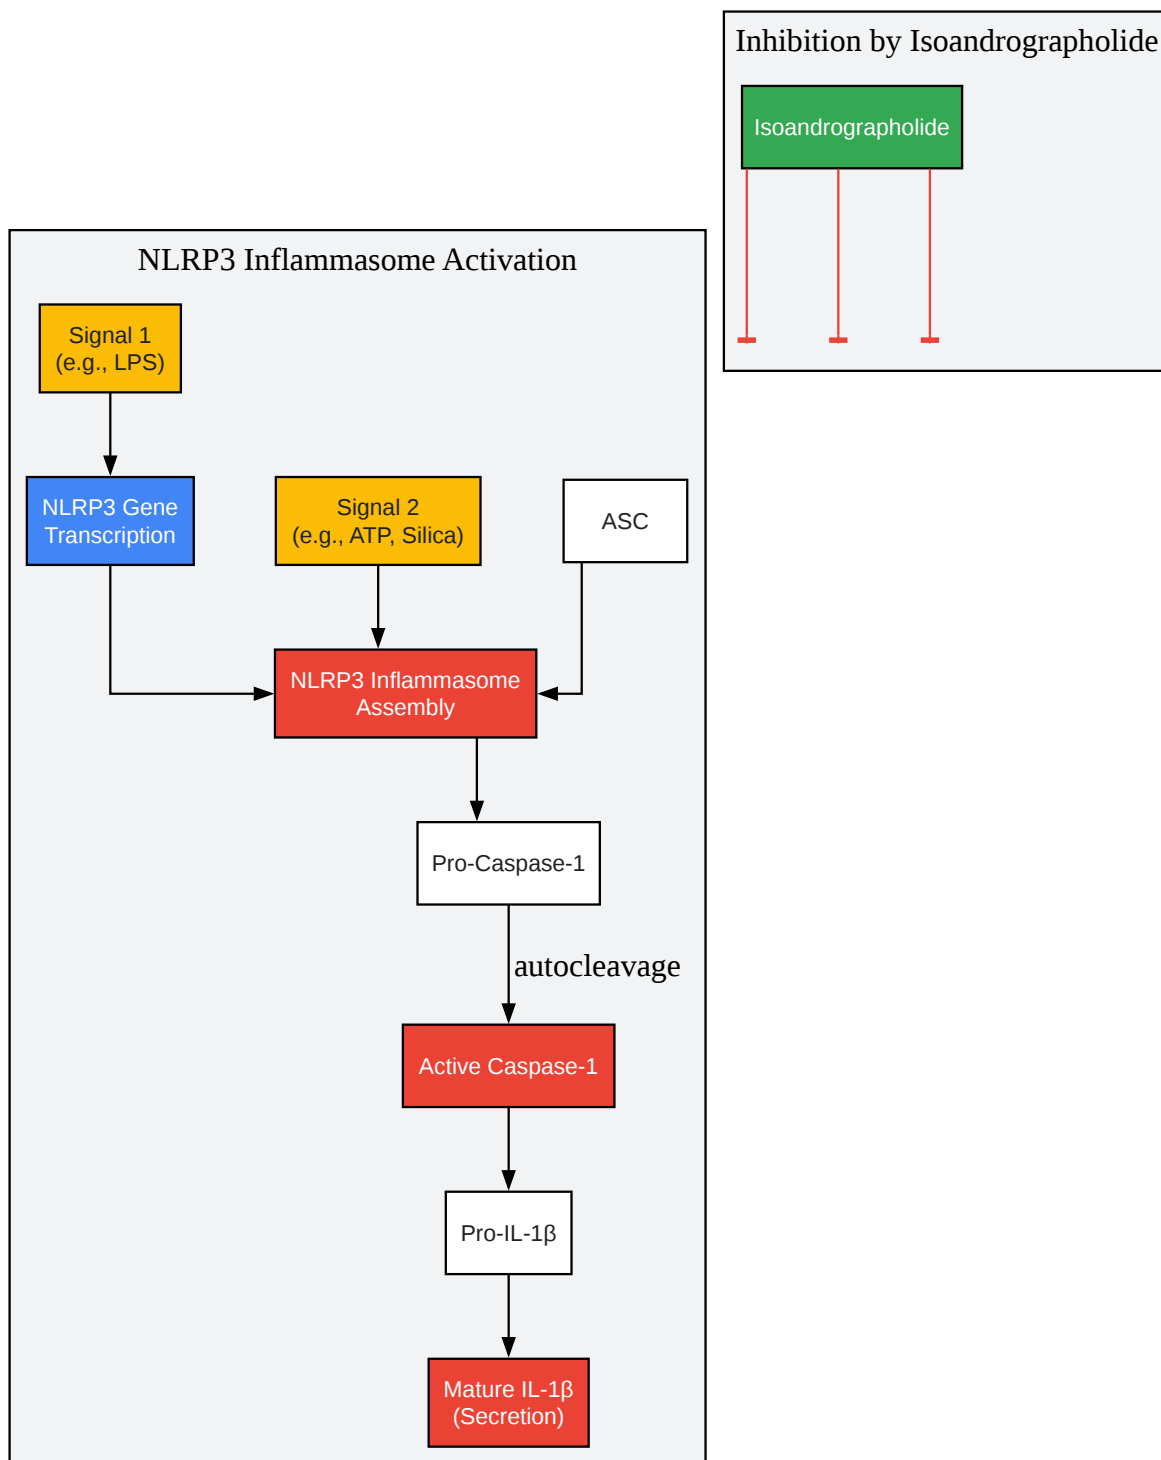 Inhibition by Isoandrographolide
Isoandrographolide
NLRP3 Inflammasome Activation
Signal 1
(e.g., LPS)
NLRP3 Gene
Transcription
Signal 2
(e.g., ATP, Silica)
ASC
NLRP3 Inflammasome
Assembly
Pro-Caspase-1
autocleavage
Active Caspase-1
Pro-IL-1β
Mature IL-1β
(Secretion)